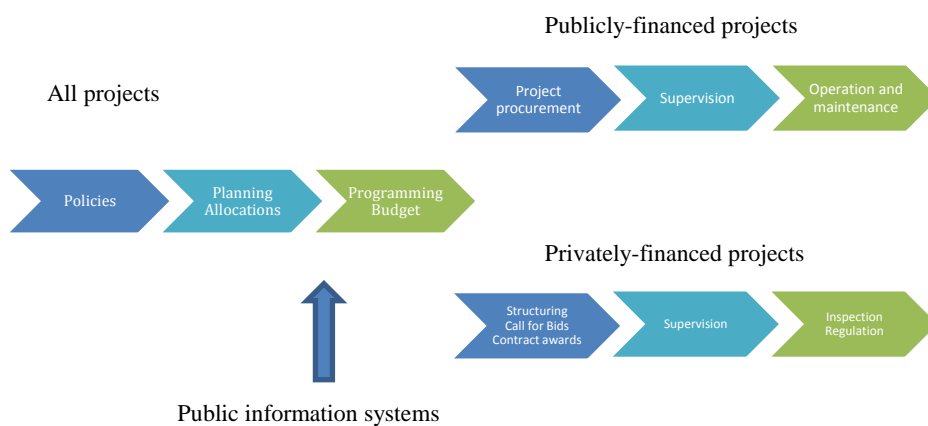 Publicly-financed projects
All projects
Project
procurement
Supervision
Operation and
maintenance
Policies
Planning
Allocations
Programming
Budget
Privately-financed projects
Structuring
Call for Bids
Contract awards
Supervision
Inspection
Regulation
Public information systems